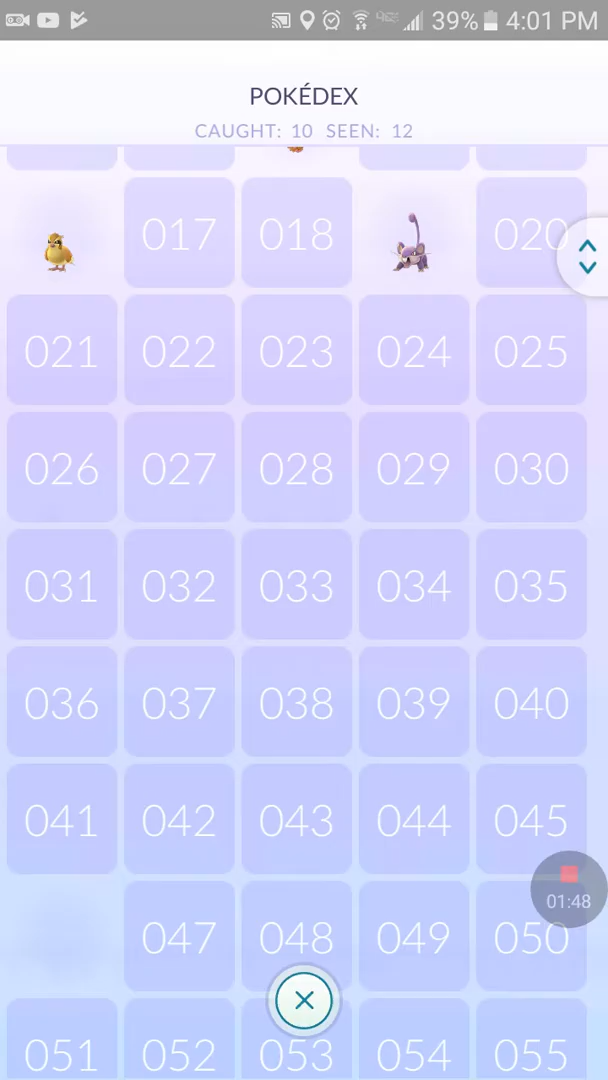 39% 4:01 PM
POKÉDEX
CAUGHT: 10 SEEN: 12
017 018 020
021 022 023 024 025
026 027 028 029 030
031 032 033 034 035
036 037 038 039 040
041 042 043 044 045
01:48
047 048 049 050
051 052 053 054 055